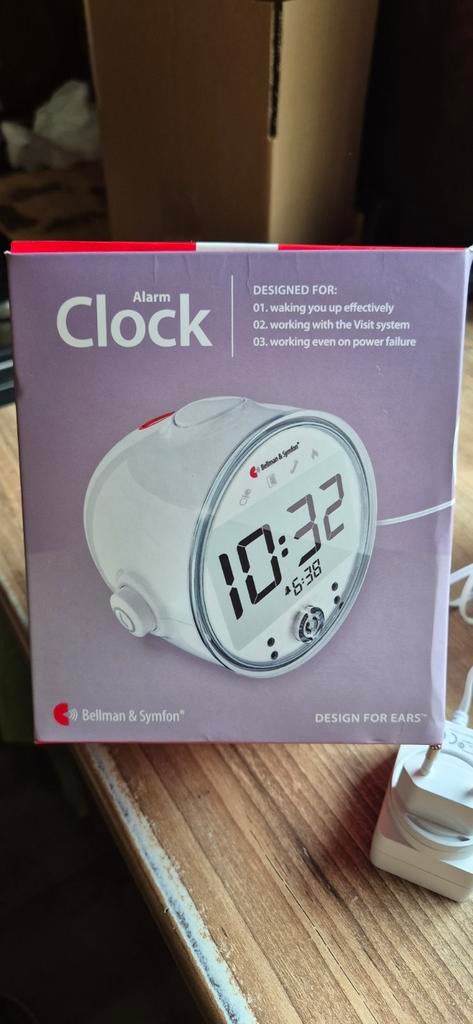 Alarm
Clock
DESIGNED FOR:
01. waking you up effectively
02. working with the Visit system
03. working even on power failure
Bellman & Symfon®
10:32
6:38
Bellman & Symfon®
DESIGN FOR EARS™